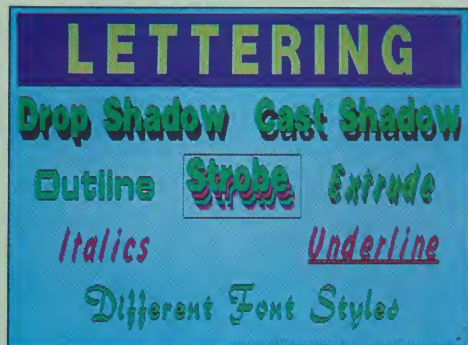 LETTERING
Drop Shadow Cast Shadow
Outline Strobe Extrude
Italics Underline
Different Font Styles